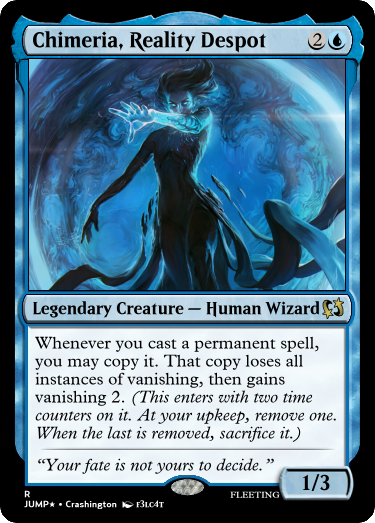 Chimeria, Reality Despot 2
Legendary Creature — Human Wizard
Whenever you cast a permanent spell,
you may copy it. That copy loses all
instances of vanishing, then gains
vanishing 2. (This enters with two time
counters on it. At your upkeep, remove one.
When the last is removed, sacrifice it.)
“Your fate is not yours to decide.”
1/3
R
FLEETING
JUMP★ • Crashington r3lc4t